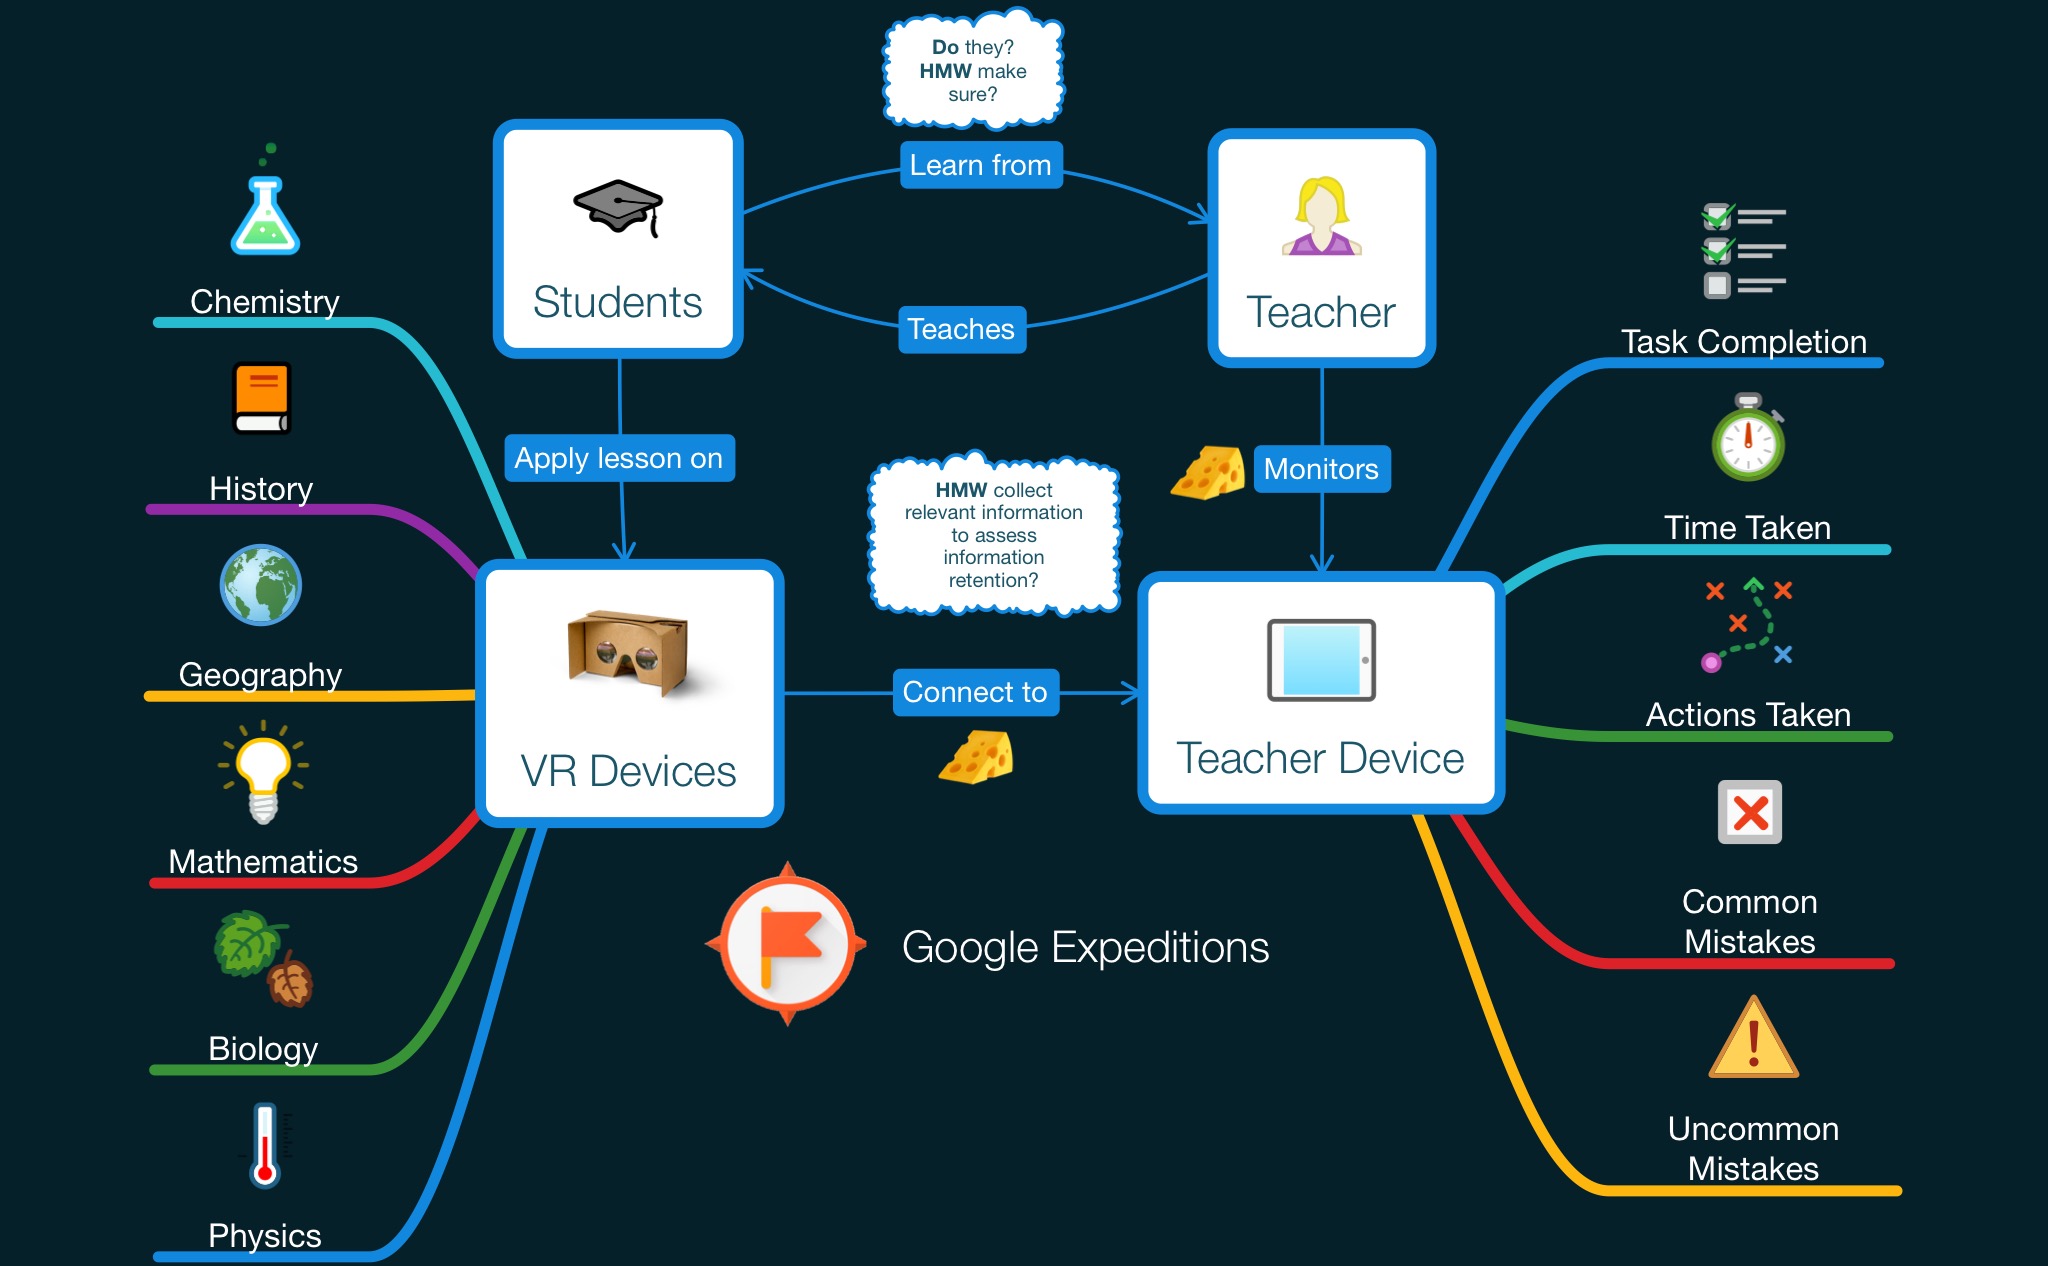 Do they?
HMW make
sure?
Learn from
Students
Teaches
Teacher
Chemistry
History
Geography
Mathematics
Biology
Physics
Apply lesson on
HMW collect
relevant information
to assess
information
retention?
Monitors
VR Devices
Connect to
Teacher Device
Task Completion
Time Taken
Actions Taken
Common
Mistakes
Uncommon
Mistakes
Google Expeditions